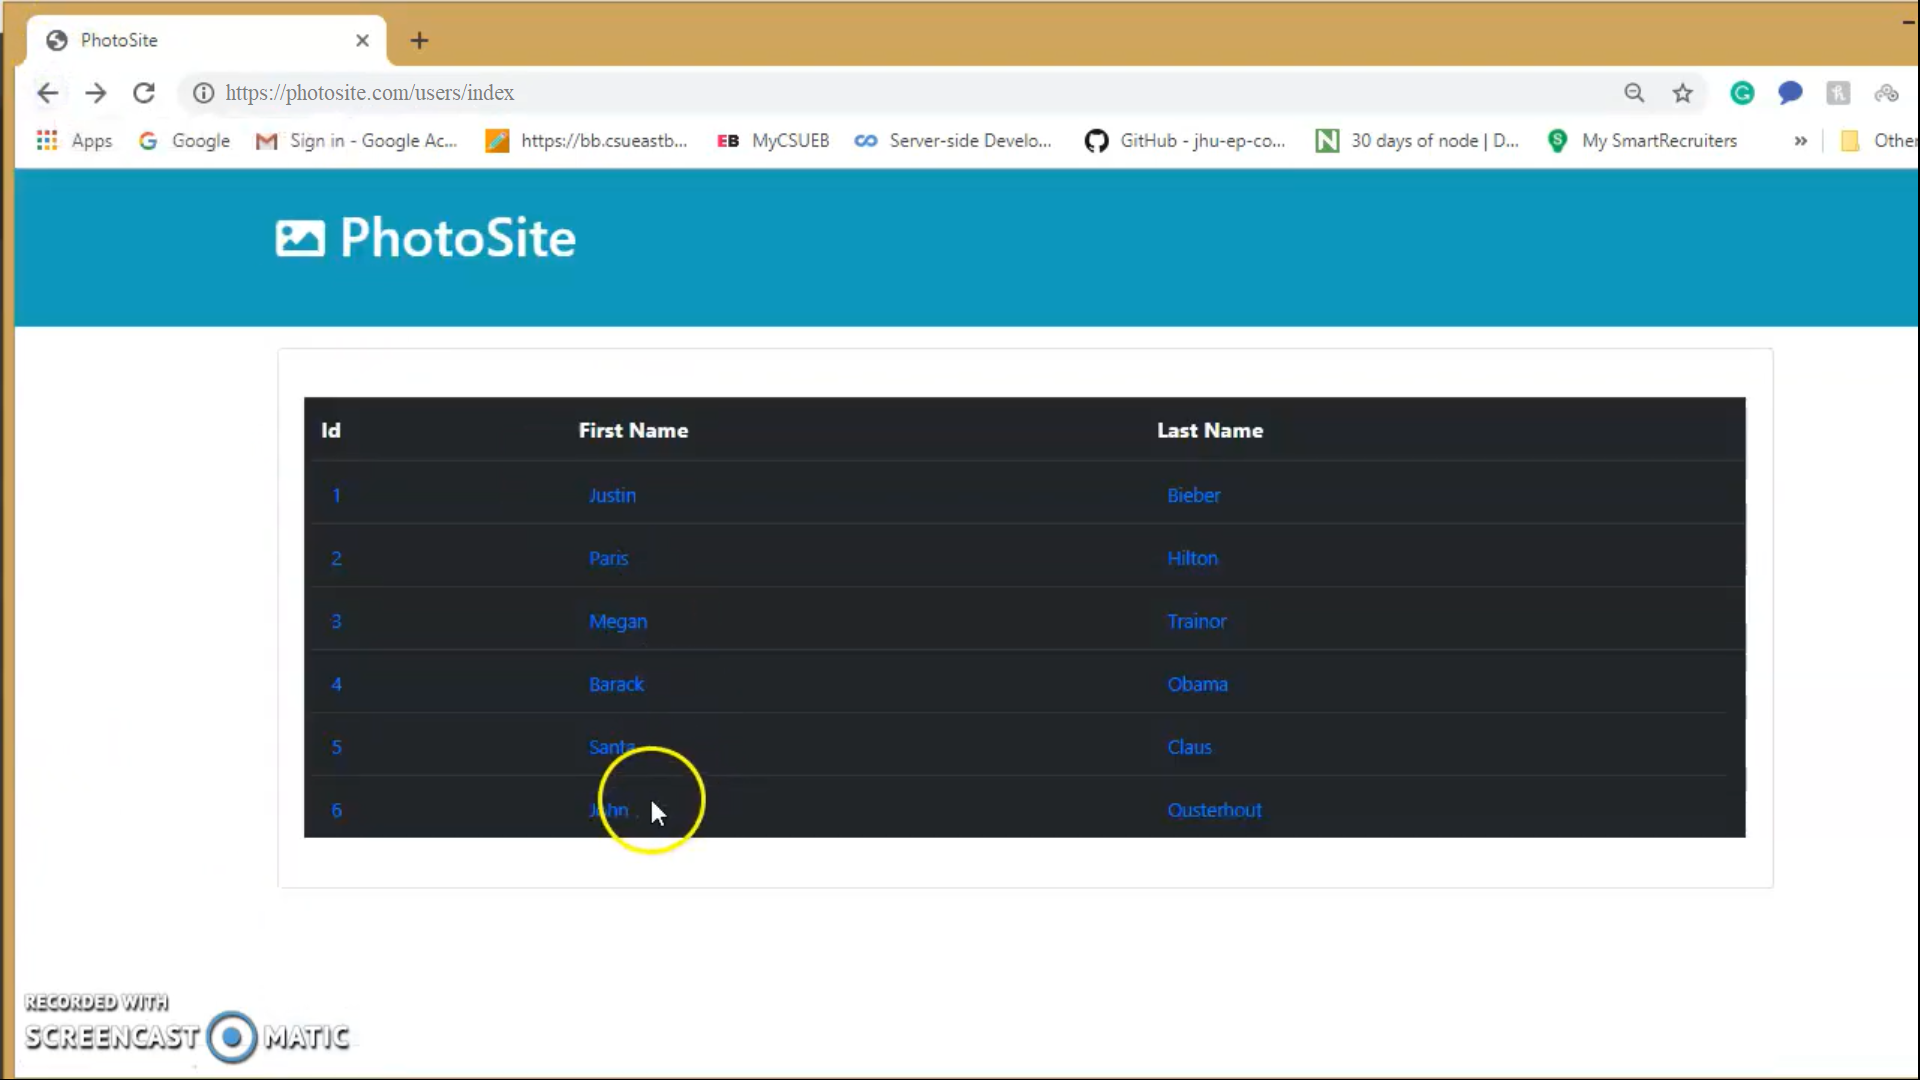 PhotoSite
https://photosite.com/users/index
Apps Google Sign in - Google Ac... https://bb.csueastb... EB MyCSUEB Server-side Develo... GitHub - jhu-ep-co... N 30 days of node | D... S My SmartRecruiters » Other
PhotoSite
Id First Name Last Name
1 Justin Bieber
2 Paris Hilton
3 Megan Trainor
4 Barack Obama
5 Santa Claus
6 John Ousterhout
RECORDED WITH
SCREENCAST MATIC